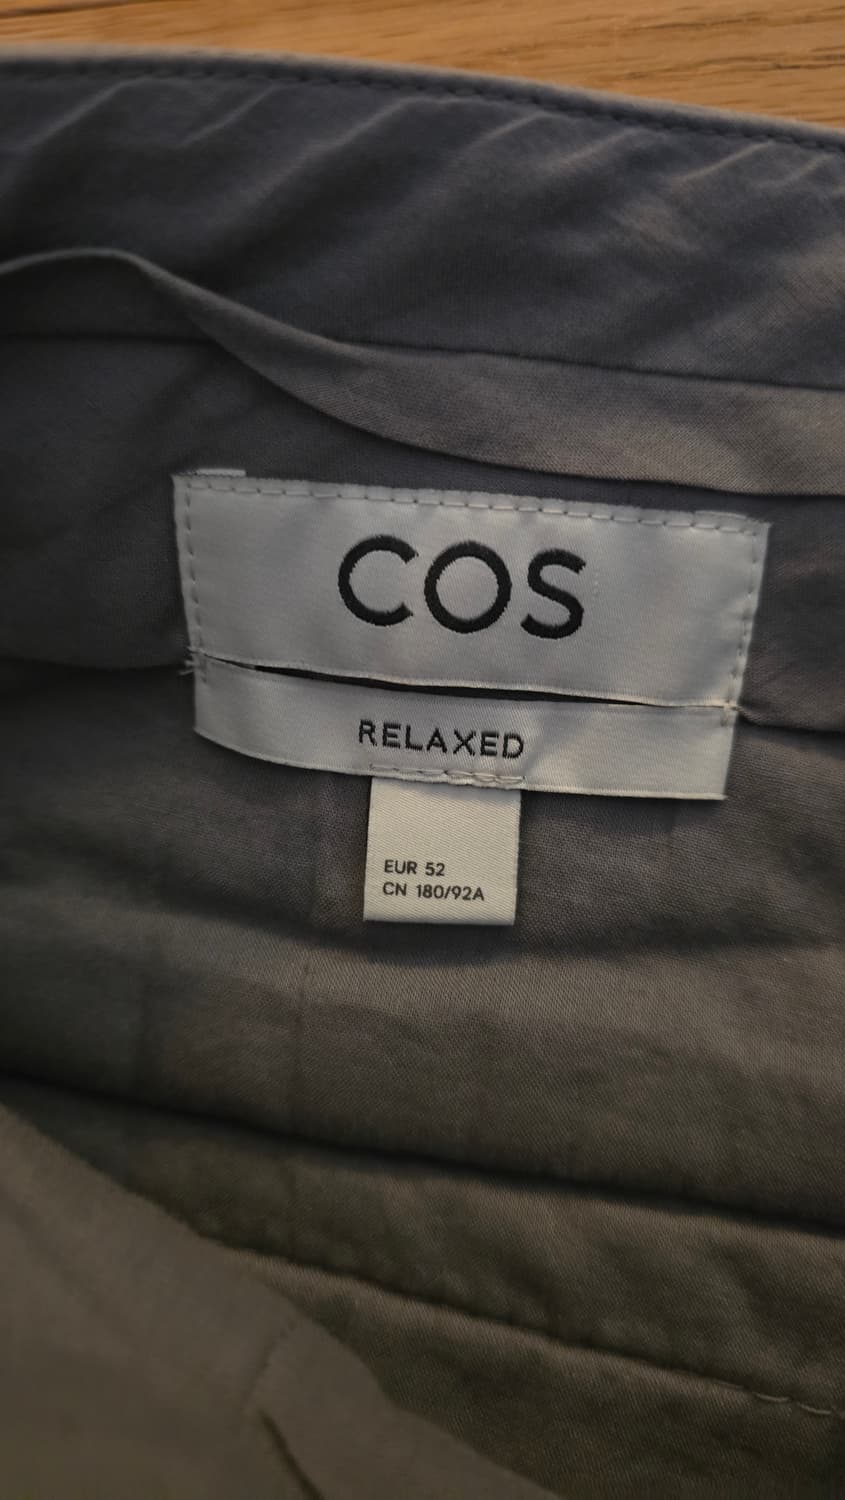 COS
RELAXED
EUR 52
CN 180/92A